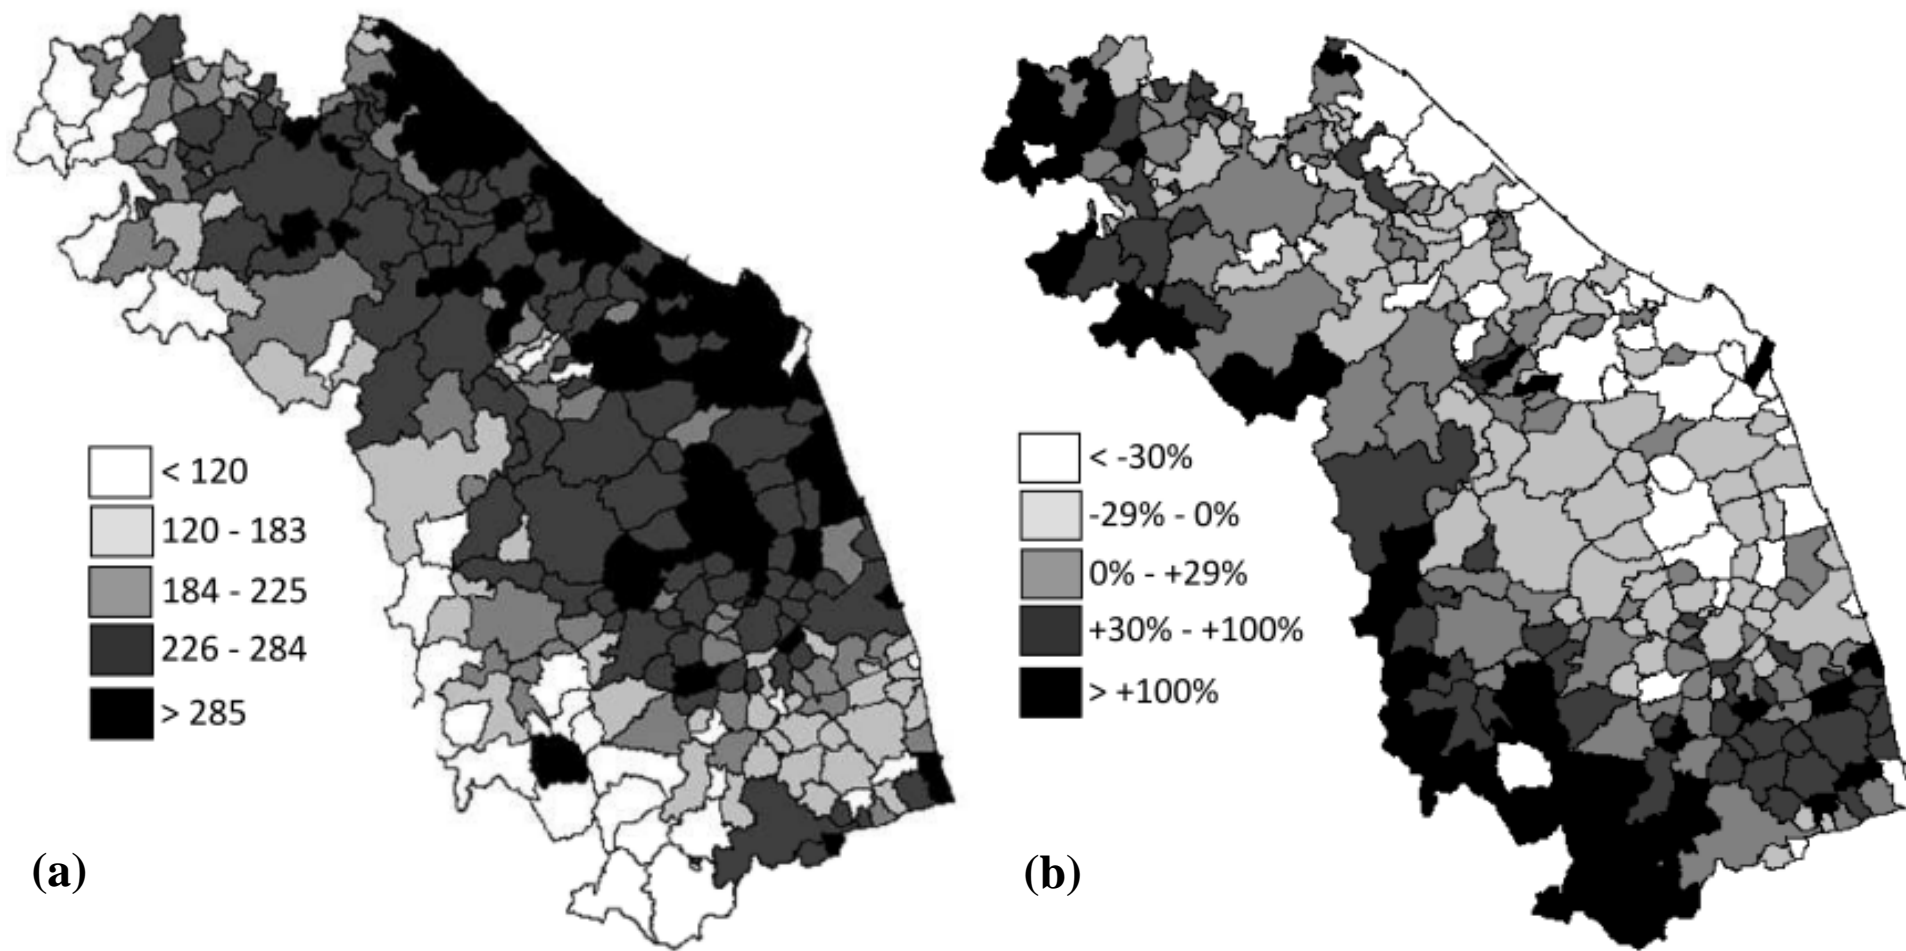 < 120
120 - 183
184 - 225
226 - 284
> 285
(a)
< -30%
-29% - 0%
0% - +29%
+30% - +100%
> +100%
(b)